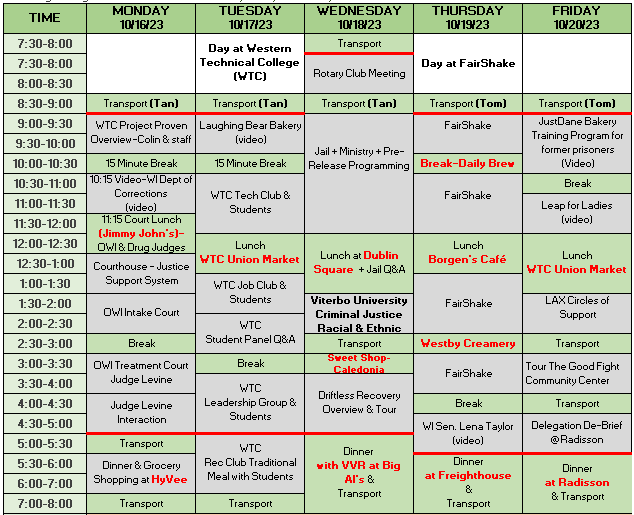 TIME
MONDAY
10/16/23
TUESDAY
10/17/23
WEDNESDAY
10/18/23
THURSDAY
10/19/23
FRIDAY
10/20/23
7:30-8:00
7:30-8:00
8:00-8:30
8:30-9:00
9:00-9:30
9:30-10:00
10:00-10:30
10:30-11:00
11:00-11:30
11:30-12:00
12:00-12:30
12:30-1:00
1:00-1:30
1:30-2:00
2:00-2:30
2:30-3:00
3:00-3:30
3:30-4:00
4:00-4:30
4:30-5:00
5:00-5:30
5:30-6:00
6:00-7:00
7:00-8:00
Transport (Tan)
WTC Project Proven
Overview-Colin & staff
15 Minute Break
10:15 Video-WI Dept of
Corrections
(video)
11:15 Court Lunch
(Jimmy John's)-
OWI & Drug Judges
Courthouse - Justice
Support System
OWI Intake Court
Break
OWI Treatment Court
Judge Levine
Judge Levine
Interaction
Transport
Dinner & Grocery
Shopping at HyVee
Transport
Day at Western
Technical College
(WTC)
Transport (Tan)
Laughing Bear Bakery
(video)
15 Minute Break
WTC Tech Club &
Students
Lunch
WTC Union Market
WTC Job Club &
Students
WTC
Student Panel Q&A
Break
WTC
Leadership Group &
Students
WTC
Rec Club Traditional
Meal with Students
Transport
Transport
Rotary Club Meeting
Transport (Tan)
Jail + Ministry + Pre-
Release Programming
Lunch at Dublin
Square + Jail Q&A
Viterbo University
Criminal Justice
Racial & Ethnic
Transport
Sweet Shop-
Caledonia
Driftless Recovery
Overview & Tour
Dinner
with VVR at Big
Al's &
Transport
Day at FairShake
Transport (Tom)
FairShake
Break-Daily Brew
FairShake
Lunch
Borgen's Café
FairShake
Westby Creamery
FairShake
Break
WI Sen. Lena Taylor
(video)
Dinner
at Freighthouse
&
Transport
Transport (Tom)
JustDane Bakery
Training Program for
former prisoners
(Video)
Break
Leap for Ladies
(video)
Lunch
WTC Union Market
LAX Circles of
Support
Transport
Tour The Good Fight
Community Center
Transport
Delegation De-Brief
@Radisson
Dinner
at Radisson
& Transport